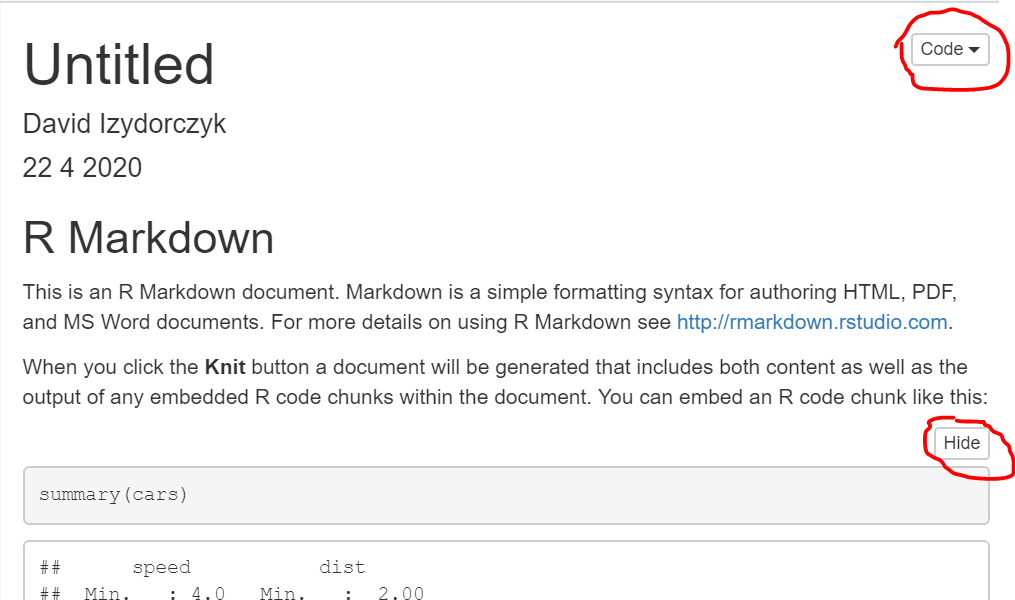 Code
Untitled
David Izydorczyk
22 4 2020
R Markdown
This is an R Markdown document. Markdown is a simple formatting syntax for authoring HTML, PDF,
and MS Word documents. For more details on using R Markdown see http://rmarkdown.rstudio.com.
When you click the Knit button a document will be generated that includes both content as well as the
output of any embedded R code chunks within the document. You can embed an R code chunk like this:
Hide
summary(cars)
##      speed           dist
##  Min.   : 4.0   Min.   :  2.00